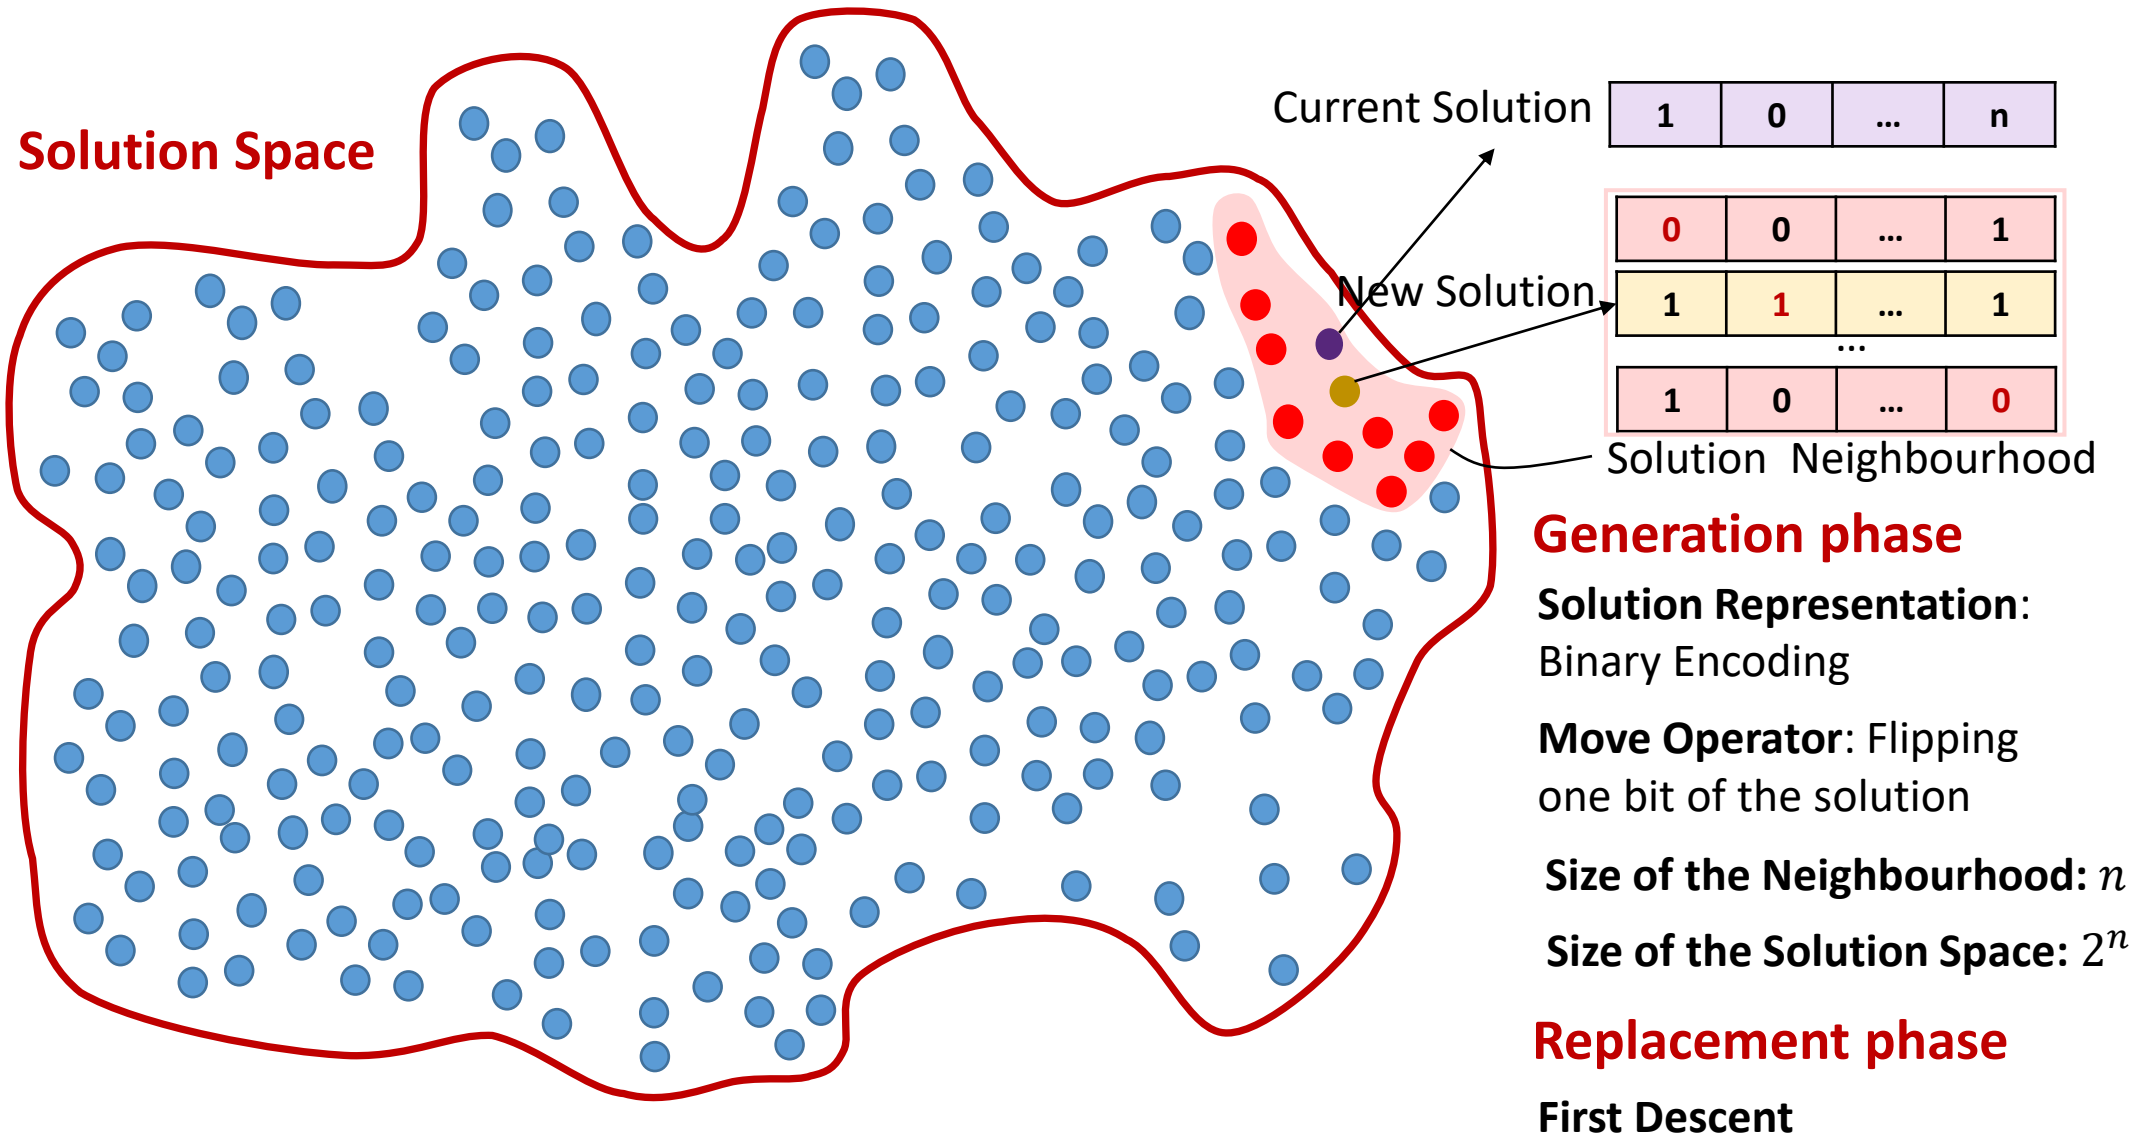 Solution Space
Current Solution
1 0 ... n
0 0 ... 1
New Solution
1 1 ... 1
...
1 0 ... 0
Solution Neighbourhood
Generation phase
Solution Representation:
Binary Encoding
Move Operator: Flipping
one bit of the solution
Size of the Neighbourhood: n
Size of the Solution Space: 2^n
Replacement phase
First Descent